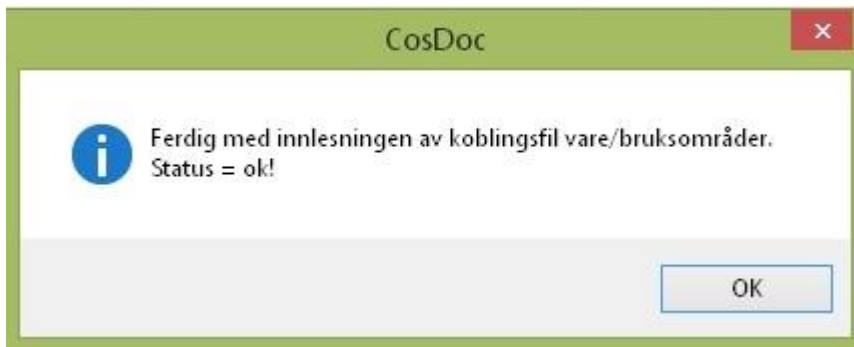 CosDoc
Ferdig med innlesningen av koblingsfil vare/bruksområder.
Status = ok!
OK